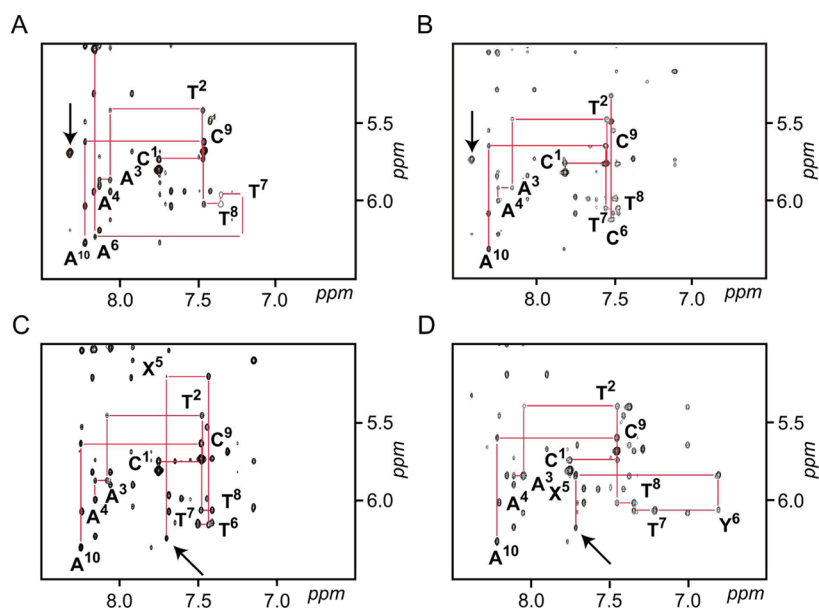 A
T²
C⁹
C¹
T⁷
A³
A⁴
T⁸
A⁶
A¹⁰
5.5
6.0
ppm
8.0 7.5 7.0 ppm
B
T²
C⁹
C¹
A³
A⁴
T⁷
T⁸
C⁶
A¹⁰
5.5
6.0
ppm
8.0 7.5 7.0 ppm
C
X⁵
T²
C⁹
C¹
A³
A⁴
T⁸
T⁷
T⁶
A¹⁰
5.5
6.0
ppm
8.0 7.5 7.0 ppm
D
T²
C⁹
C¹
A³
A⁴
X⁵
T⁸
T⁷
Y⁶
A¹⁰
5.5
6.0
ppm
8.0 7.5 7.0 ppm